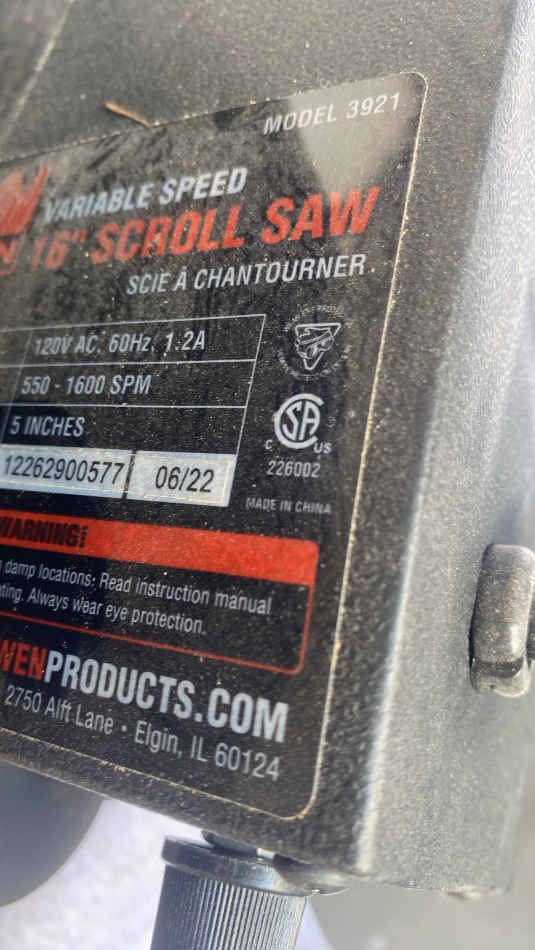 MODEL 3921
VARIABLE SPEED
16" SCROLL SAW
SCIE À CHANTOURNER
120V AC, 60Hz, 1.2A
550 - 1600 SPM
5 INCHES
12262900577 06/22
CSA
C US
226002
MADE IN CHINA
WARNING!
damp locations: Read instruction manual
Always wear eye protection.
WENPRODUCTS.COM
2750 Alft Lane • Elgin, IL 60124